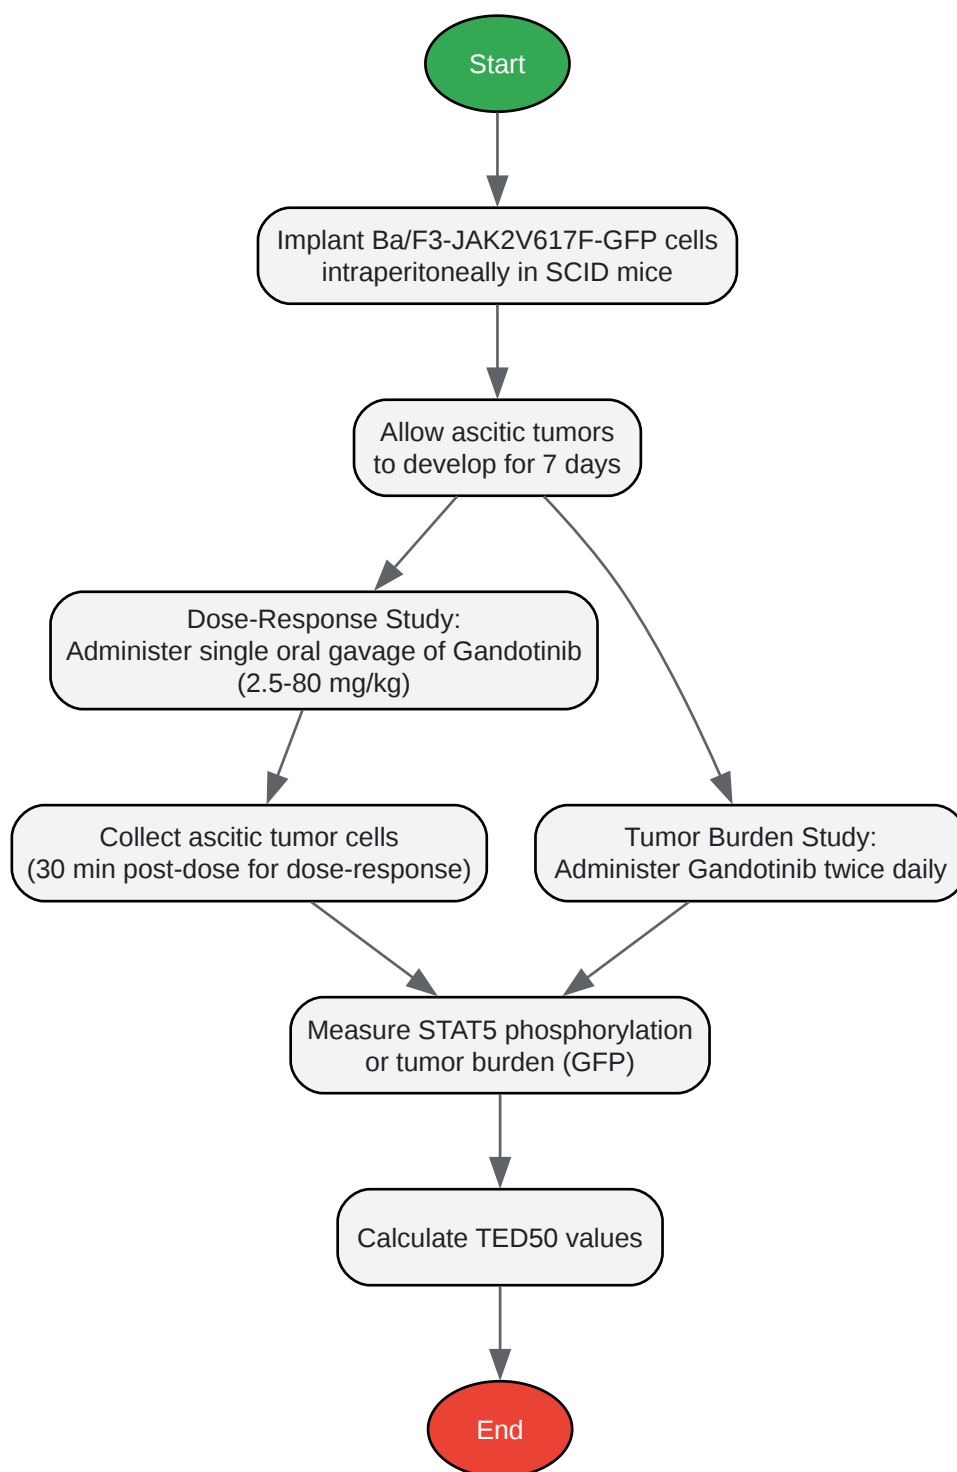 Start
Implant Ba/F3-JAK2V617F-GFP cells
intraperitoneally in SCID mice
Allow ascitic tumors
to develop for 7 days
Dose-Response Study:
Administer single oral gavage of Gandotinib
(2.5-80 mg/kg)
Collect ascitic tumor cells
(30 min post-dose for dose-response)
Tumor Burden Study:
Administer Gandotinib twice daily
Measure STAT5 phosphorylation
or tumor burden (GFP)
Calculate TED50 values
End